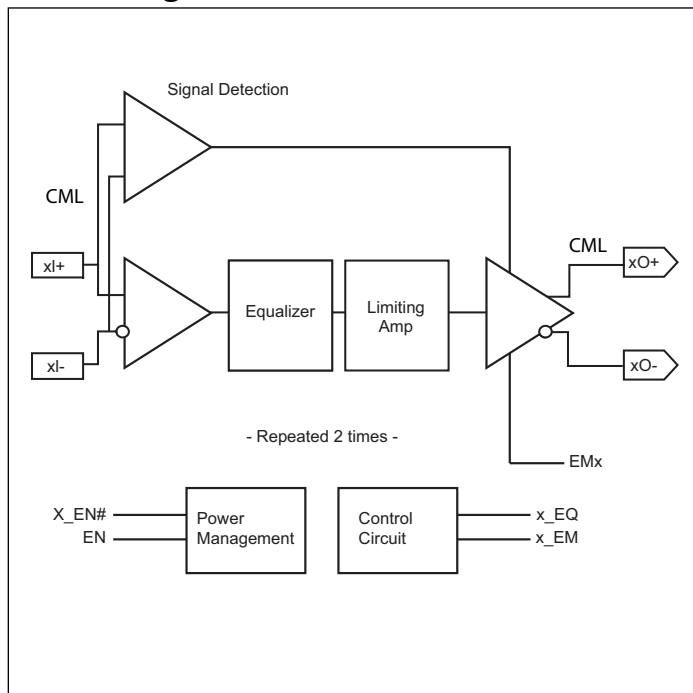 Signal Detection
CML
CML
xI+
xO+
Equalizer
Limiting
Amp
xI-
xO-
- Repeated 2 times -
EMx
X_EN#
EN
Power
Management
Control
Circuit
x_EQ
x_EM